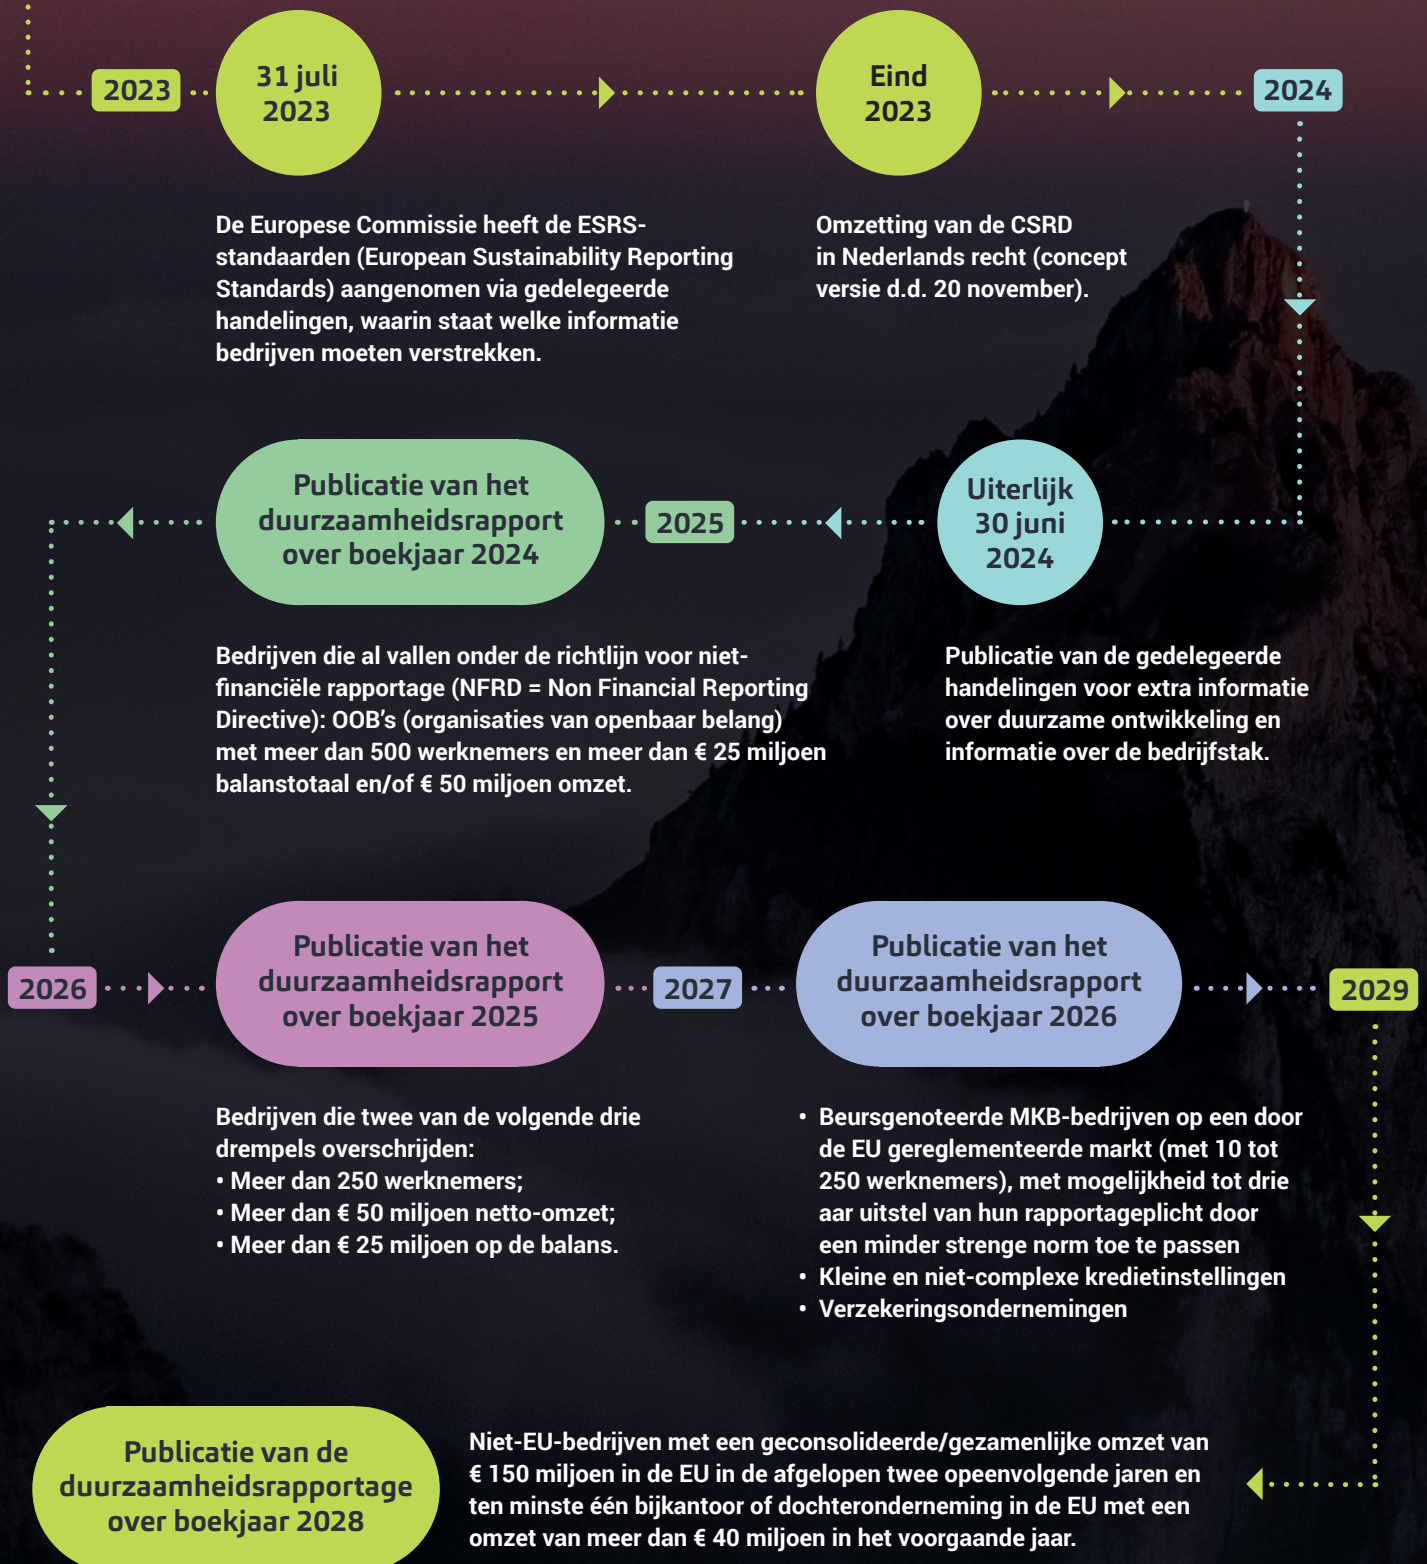 2023
31 juli
2023
Eind
2023
2024
De Europese Commissie heeft de ESRS-
standaarden (European Sustainability Reporting
Standards) aangenomen via gedelegeerde
handelingen, waarin staat welke informatie
bedrijven moeten verstrekken.
Omzetting van de CSRD
in Nederlands recht (concept
versie d.d. 20 november).
Uiterlijk
30 juni
2024
Publicatie van de gedelegeerde
handelingen voor extra informatie
over duurzame ontwikkeling en
informatie over de bedrijfstak.
2025
Publicatie van het
duurzaamheidsrapport
over boekjaar 2024
Bedrijven die al vallen onder de richtlijn voor niet-
financiële rapportage (NFRD = Non Financial Reporting
Directive): OOB's (organisaties van openbaar belang)
met meer dan 500 werknemers en meer dan € 25 miljoen
balanstotaal en/of € 50 miljoen omzet.
2026
Publicatie van het
duurzaamheidsrapport
over boekjaar 2025
Bedrijven die twee van de volgende drie
drempels overschrijden:
• Meer dan 250 werknemers;
• Meer dan € 50 miljoen netto-omzet;
• Meer dan € 25 miljoen op de balans.
2027
Publicatie van het
duurzaamheidsrapport
over boekjaar 2026
• Beursgenoteerde MKB-bedrijven op een door
de EU gereglementeerde markt (met 10 tot
250 werknemers), met mogelijkheid tot drie
aar uitstel van hun rapportageplicht door
een minder strenge norm toe te passen
• Kleine en niet-complexe kredietinstellingen
• Verzekeringsondernemingen
2029
Publicatie van de
duurzaamheidsrapportage
over boekjaar 2028
Niet-EU-bedrijven met een geconsolideerde/gezamenlijke omzet van
€ 150 miljoen in de EU in de afgelopen twee opeenvolgende jaren en
ten minste één bijkantoor of dochteronderneming in de EU met een
omzet van meer dan € 40 miljoen in het voorgaande jaar.